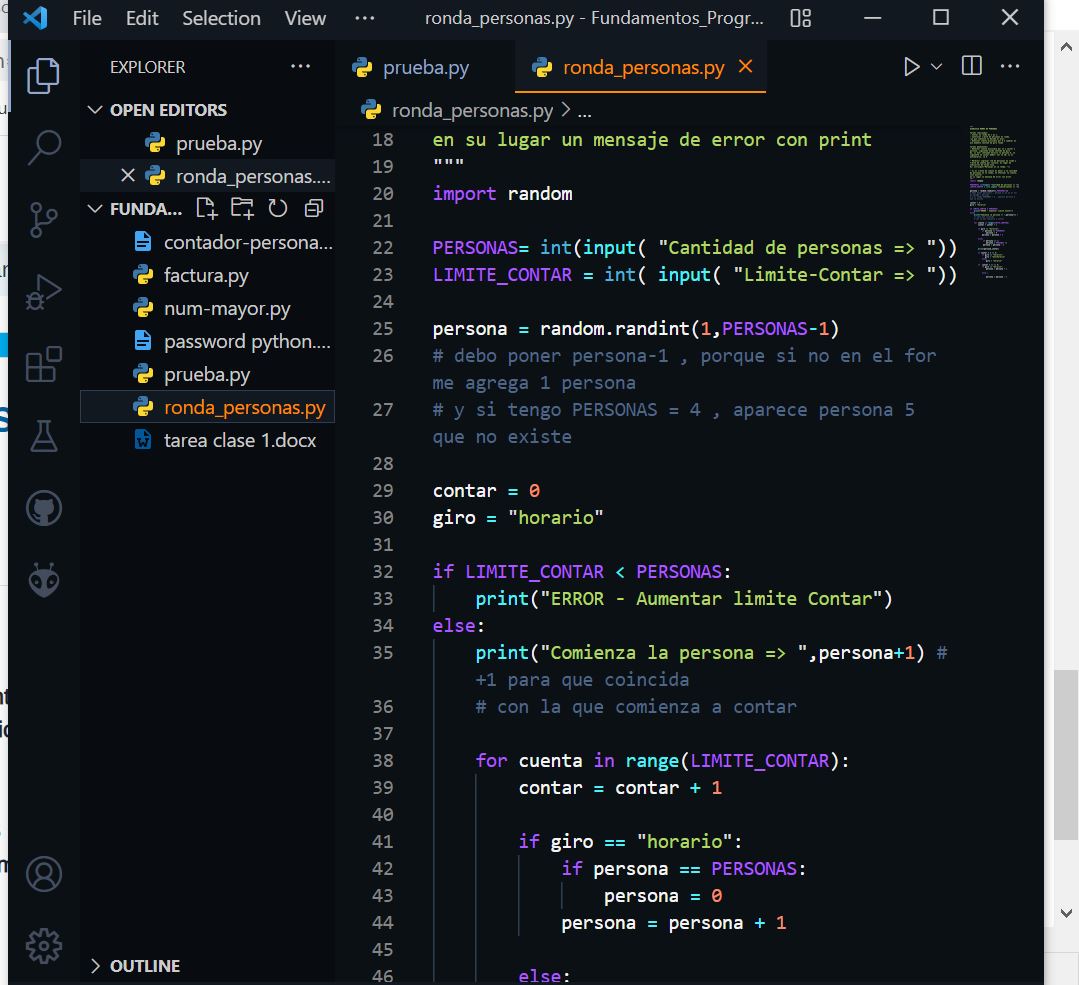 File Edit Selection View ··· ronda_personas.py - Fundamentos_Progr...
EXPLORER ···
OPEN EDITORS
prueba.py
ronda_personas....
FUNDA...
contador-persona...
factura.py
num-mayor.py
password python....
prueba.py
ronda_personas.py
tarea clase 1.docx
OUTLINE
prueba.py ronda_personas.py
ronda_personas.py > ...
18 en su lugar un mensaje de error con print
19 """
20 import random
21
22 PERSONAS= int(input( "Cantidad de personas => "))
23 LIMITE_CONTAR = int( input( "Limite-Contar => "))
24
25 persona = random.randint(1,PERSONAS-1)
26 # debo poner persona-1 , porque si no en el for
me agrega 1 persona
27 # y si tengo PERSONAS = 4 , aparece persona 5
que no existe
28
29 contar = 0
30 giro = "horario"
31
32 if LIMITE_CONTAR < PERSONAS:
33 print("ERROR - Aumentar limite Contar")
34 else:
35 print("Comienza la persona => ",persona+1) #
+1 para que coincida
36 # con la que comienza a contar
37
38 for cuenta in range(LIMITE_CONTAR):
39 contar = contar + 1
40
41 if giro == "horario":
42 if persona == PERSONAS:
43 persona = 0
44 persona = persona + 1
45
46 else: